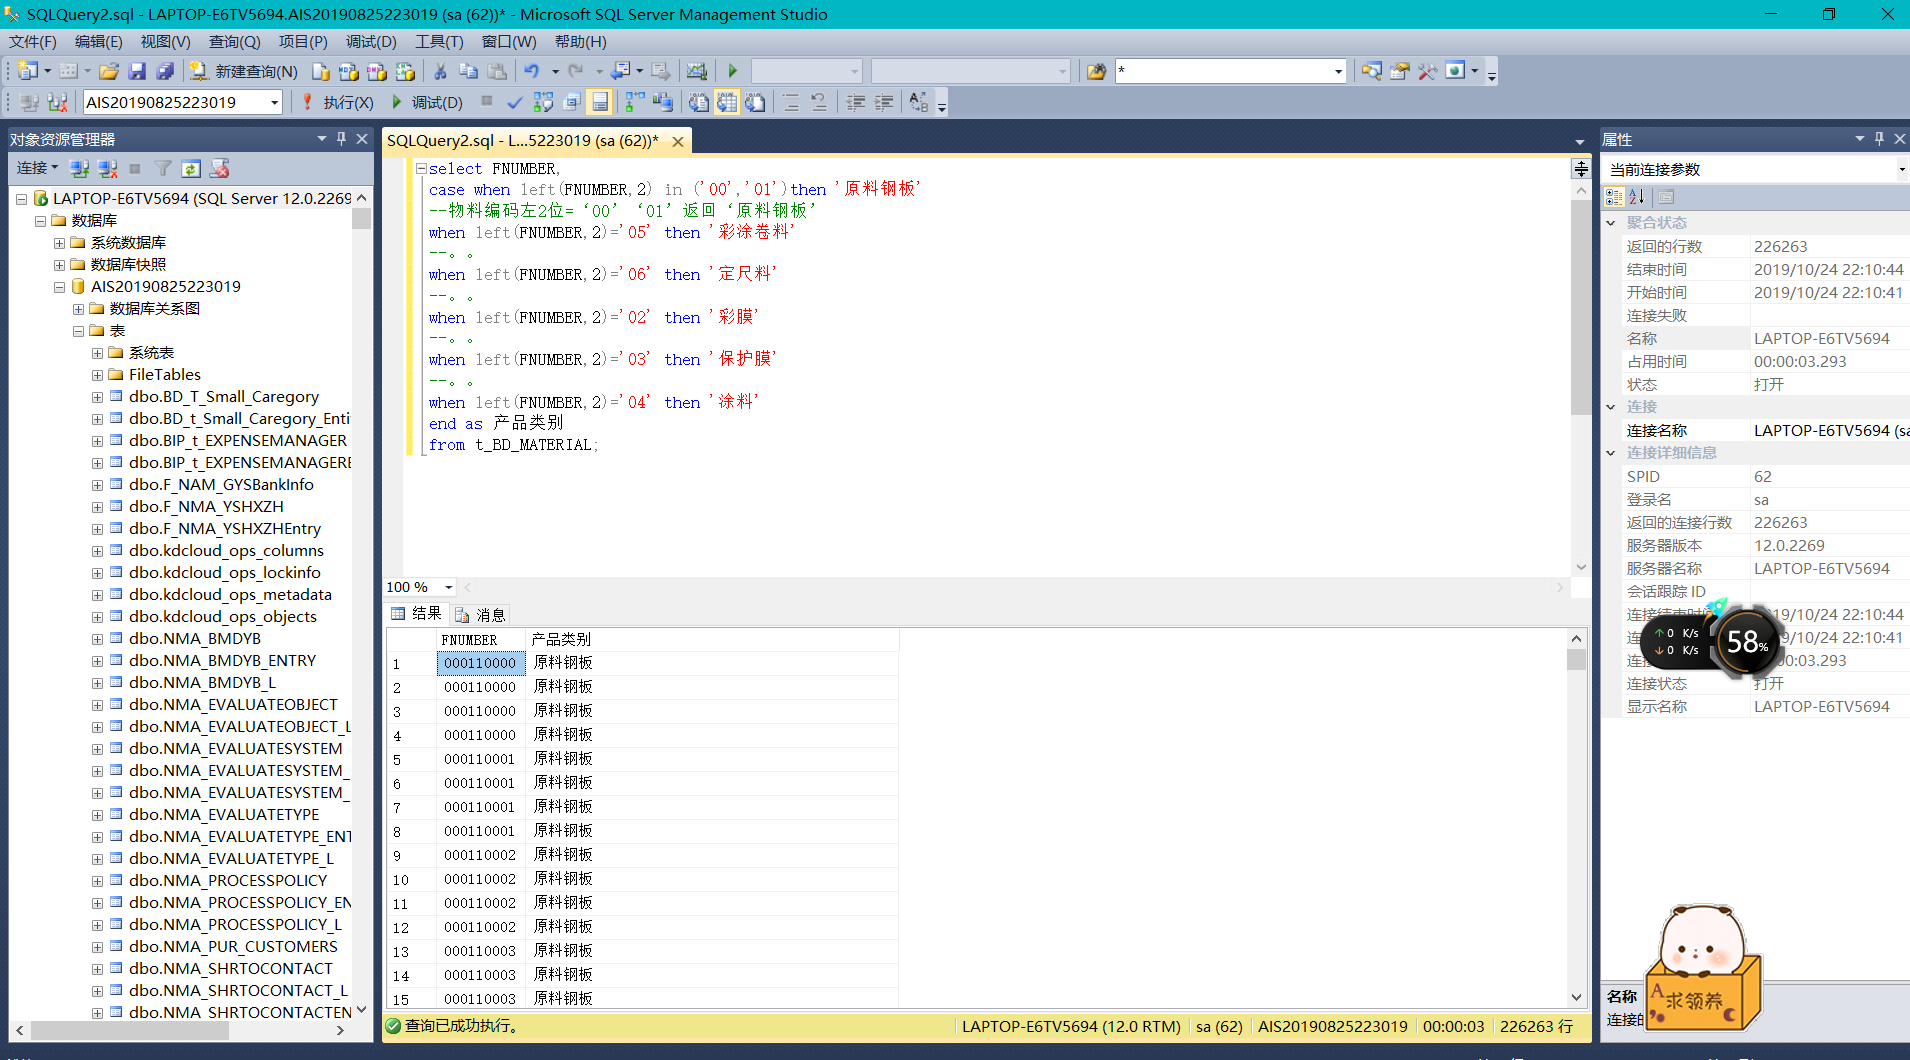 SQLQuery2.sql - LAPTOP-E6TV5694.AIS20190825223019 (sa (62))* - Microsoft SQL Server Management Studio
文件(F) 编辑(E) 视图(V) 查询(Q) 项目(P) 调试(D) 工具(T) 窗口(W) 帮助(H)
新建查询(N) *
AIS20190825223019 执行(X) 调试(D)
对象资源管理器
连接
LAPTOP-E6TV5694 (SQL Server 12.0.2269
数据库
系统数据库
数据库快照
AIS20190825223019
数据库关系图
表
系统表
FileTables
dbo.BD_T_Small_Caregory
dbo.BD_t_Small_Caregory_Enti
dbo.BIP_t_EXPENSEMANAGER
dbo.BIP_t_EXPENSEMANAGERE
dbo.F_NAM_GYSBankInfo
dbo.F_NMA_YSHXZH
dbo.F_NMA_YSHXZHEntry
dbo.kdcloud_ops_columns
dbo.kdcloud_ops_lockinfo
dbo.kdcloud_ops_metadata
dbo.kdcloud_ops_objects
dbo.NMA_BMDYB
dbo.NMA_BMDYB_ENTRY
dbo.NMA_BMDYB_L
dbo.NMA_EVALUATEOBJECT
dbo.NMA_EVALUATEOBJECT_L
dbo.NMA_EVALUATESYSTEM
dbo.NMA_EVALUATESYSTEM_
dbo.NMA_EVALUATESYSTEM_
dbo.NMA_EVALUATETYPE
dbo.NMA_EVALUATETYPE_ENT
dbo.NMA_EVALUATETYPE_L
dbo.NMA_PROCESSPOLICY
dbo.NMA_PROCESSPOLICY_EN
dbo.NMA_PROCESSPOLICY_L
dbo.NMA_PUR_CUSTOMERS
dbo.NMA_SHRTOCONTACT
dbo.NMA_SHRTOCONTACT_L
dbo.NMA_SHRTOCONTACTEN
SQLQuery2.sql - L...5223019 (sa (62))*
select FNUMBER,
case when left(FNUMBER,2) in ('00','01')then '原料钢板'
--物料编码左2位=‘00’‘01’返回‘原料钢板’
when left(FNUMBER,2)='05' then '彩涂卷料'
--。。
when left(FNUMBER,2)='06' then '定尺料'
--。。
when left(FNUMBER,2)='02' then '彩膜'
--。。
when left(FNUMBER,2)='03' then '保护膜'
--。。
when left(FNUMBER,2)='04' then '涂料'
end as 产品类别
from t_BD_MATERIAL;
100 %
结果 消息
FNUMBER 产品类别
1 000110000 原料钢板
2 000110000 原料钢板
3 000110000 原料钢板
4 000110000 原料钢板
5 000110001 原料钢板
6 000110001 原料钢板
7 000110001 原料钢板
8 000110001 原料钢板
9 000110002 原料钢板
10 000110002 原料钢板
11 000110002 原料钢板
12 000110002 原料钢板
13 000110003 原料钢板
14 000110003 原料钢板
15 000110003 原料钢板
查询已成功执行。 LAPTOP-E6TV5694 (12.0 RTM) sa (62) AIS20190825223019 00:00:03 226263 行
属性
当前连接参数
聚合状态
返回的行数 226263
结束时间 2019/10/24 22:10:44
开始时间 2019/10/24 22:10:41
连接失败
名称 LAPTOP-E6TV5694
占用时间 00:00:03.293
状态 打开
连接
连接名称 LAPTOP-E6TV5694 (sa
连接详细信息
SPID 62
登录名 sa
返回的连接行数 226263
服务器版本 12.0.2269
服务器名称 LAPTOP-E6TV5694
会话跟踪 ID
连接结束时间 019/10/24 22:10:44
连 9/10/24 22:10:41
连 00:03.293
连接状态 打开
显示名称 LAPTOP-E6TV5694
0 K/s
0 K/s
58%
名称
连接的
求领养